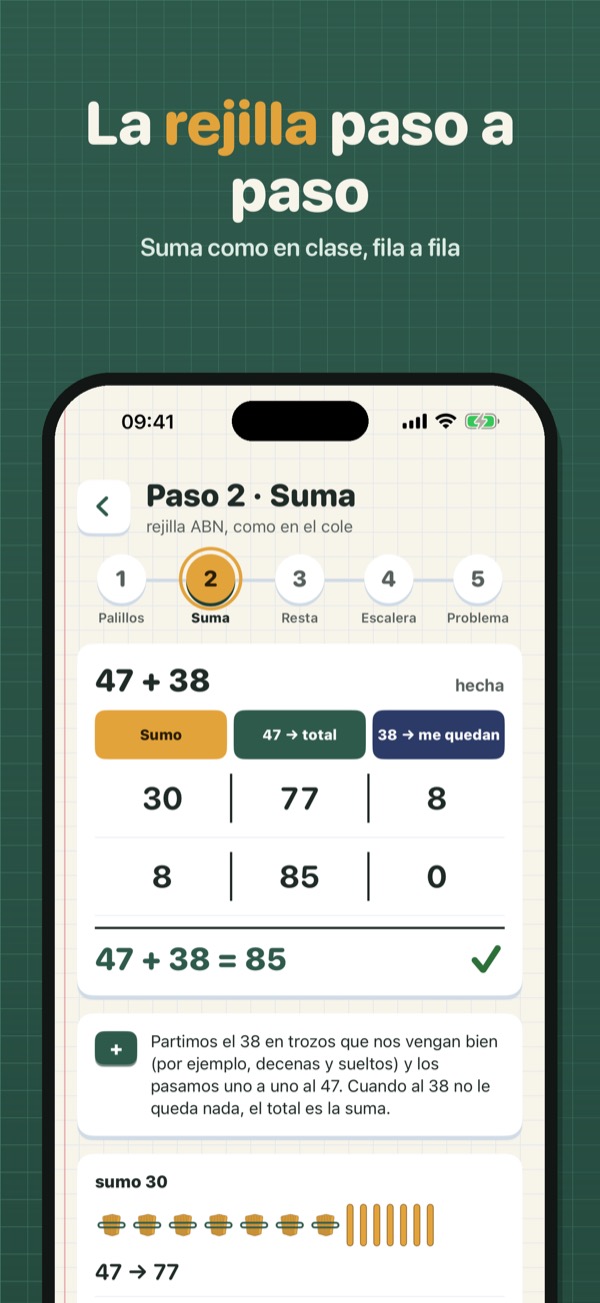 La rejilla paso a
paso
Suma como en clase, fila a fila
09:41
Paso 2 · Suma
rejilla ABN, como en el cole
1 2 3 4 5
Palillos Suma Resta Escalera Problema
47 + 38 hecha
Sumo 47 → total 38 → me quedan
30 77 8
8 85 0
47 + 38 = 85
+ Partimos el 38 en trozos que nos vengan bien
(por ejemplo, decenas y sueltos) y los
pasamos uno a uno al 47. Cuando al 38 no le
queda nada, el total es la suma.
sumo 30
47 → 77